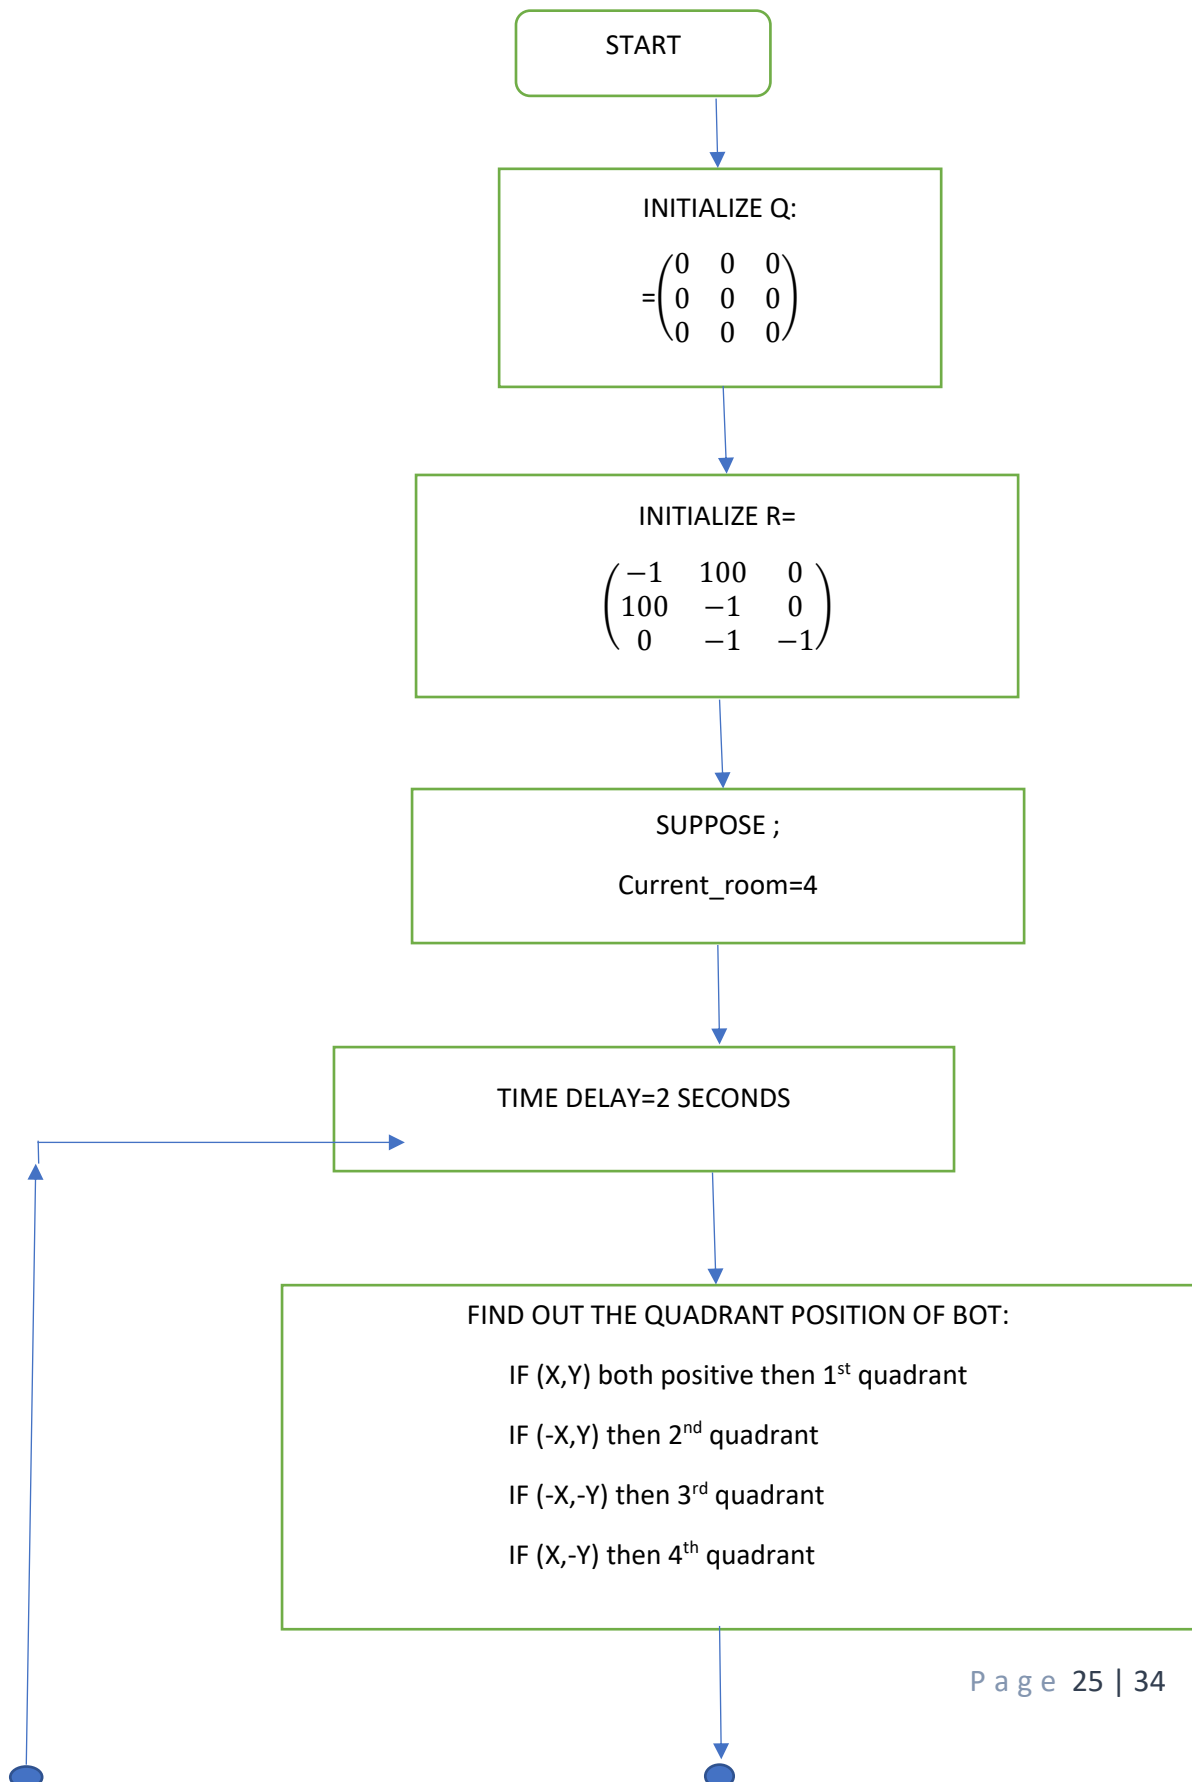 START
INITIALIZE Q:
=(0 0 0
0 0 0
0 0 0)
INITIALIZE R=
(−1 100 0
100 −1 0
0 −1 −1)
SUPPOSE ;
Current_room=4
TIME DELAY=2 SECONDS
FIND OUT THE QUADRANT POSITION OF BOT:
IF (X,Y) both positive then 1st quadrant
IF (-X,Y) then 2nd quadrant
IF (-X,-Y) then 3rd quadrant
IF (X,-Y) then 4th quadrant
Page 25 | 34